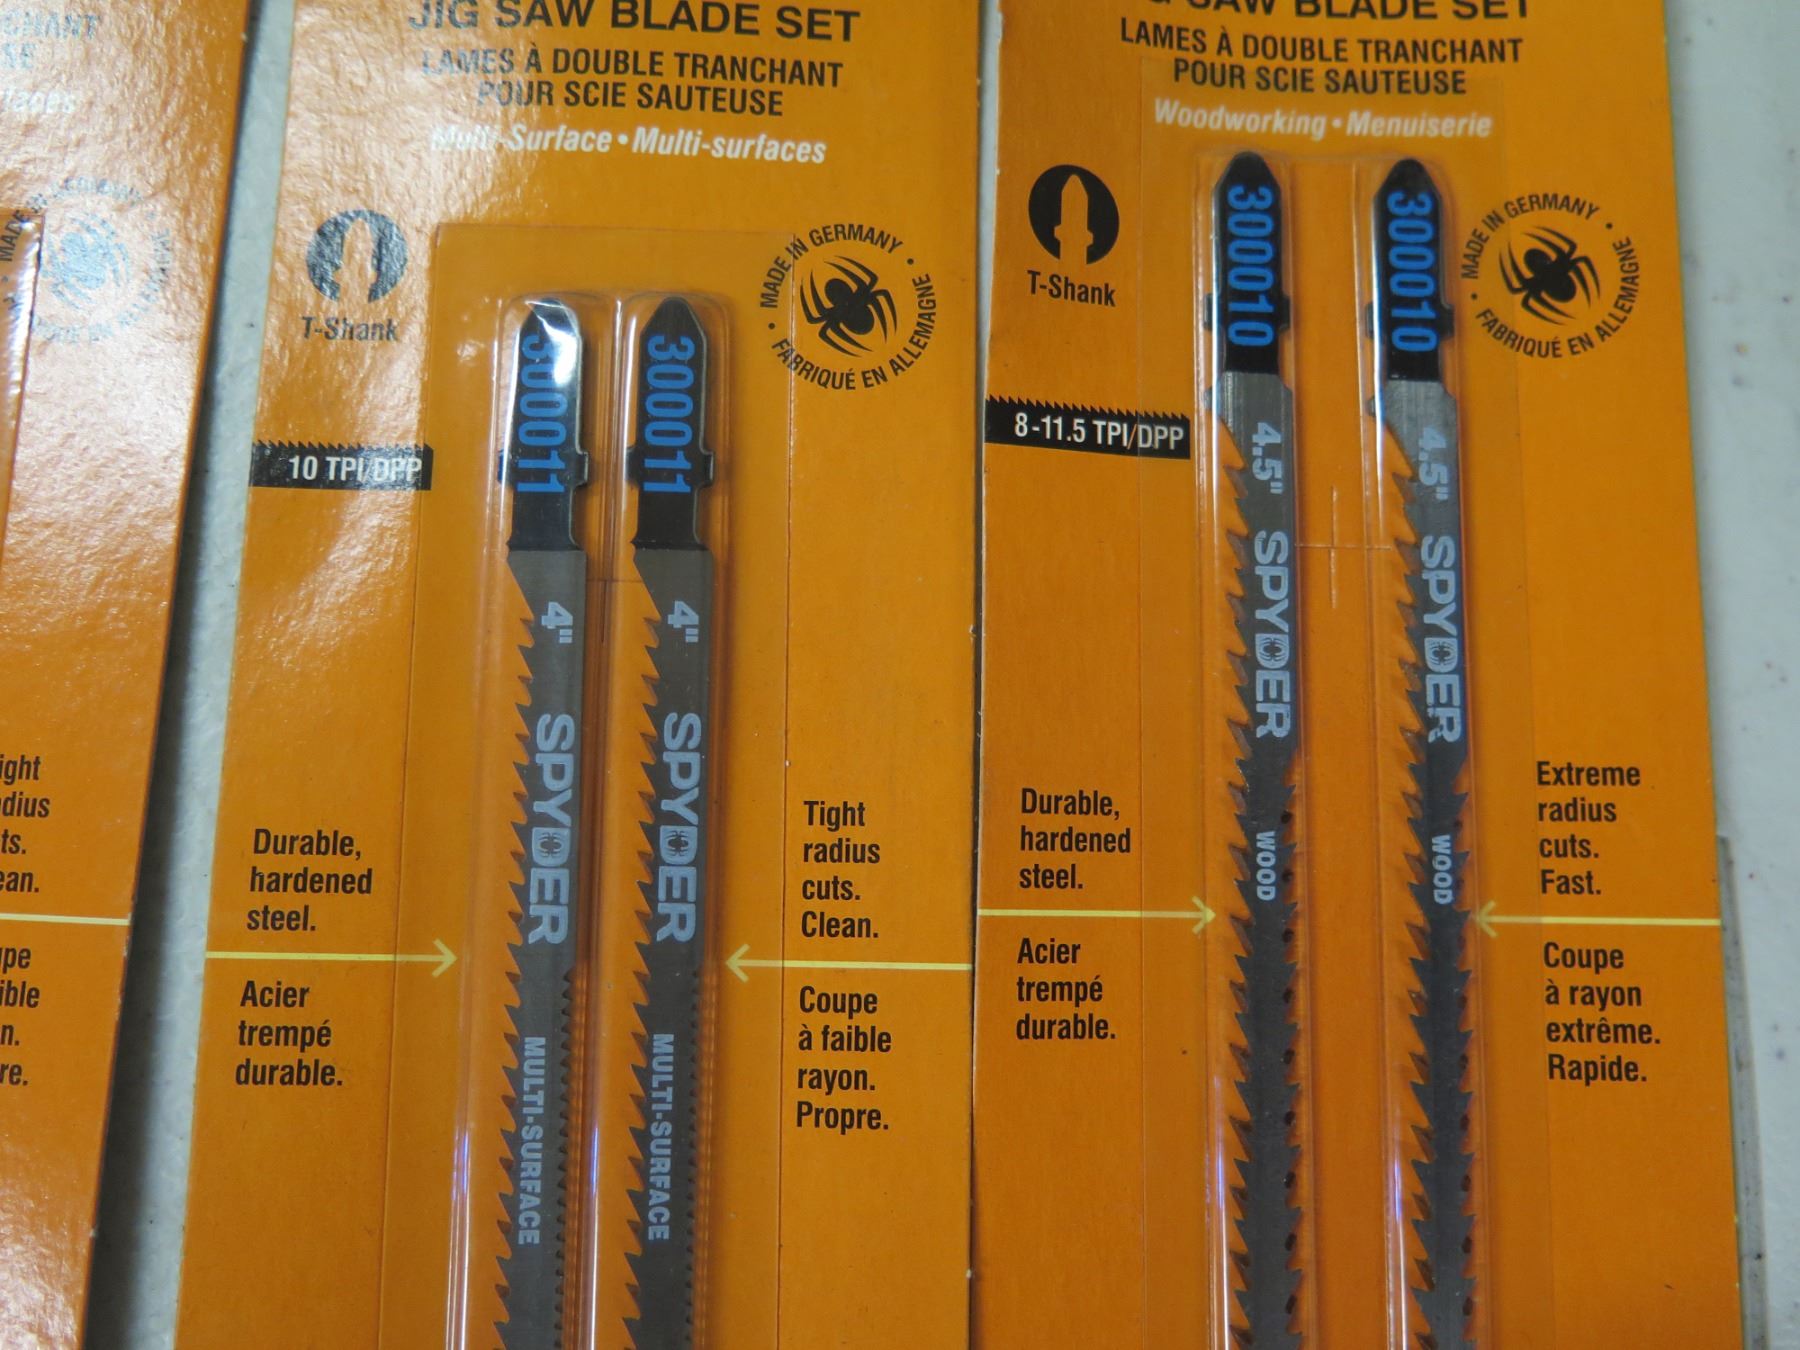 JIG SAW BLADE SET
LAMES À DOUBLE TRANCHANT
POUR SCIE SAUTEUSE
Multi-Surface • Multi-surfaces
T-Shank
• MADE IN GERMANY •
FABRIQUÉ EN ALLEMAGNE
10 TPI/DPP
300011
4"
SPYDER
MULTI-SURFACE
300011
4"
SPYDER
MULTI-SURFACE
Durable,
hardened
steel.
Acier
trempé
durable.
Tight
radius
cuts.
Clean.
Coupe
à faible
rayon.
Propre.
SAW BLADE SET
LAMES À DOUBLE TRANCHANT
POUR SCIE SAUTEUSE
Woodworking • Menuiserie
T-Shank
• MADE IN GERMANY •
FABRIQUÉ EN ALLEMAGNE
8-11.5 TPI/DPP
300010
4.5"
SPYDER
WOOD
300010
4.5"
SPYDER
WOOD
Durable,
hardened
steel.
Acier
trempé
durable.
Extreme
radius
cuts.
Fast.
Coupe
à rayon
extrême.
Rapide.